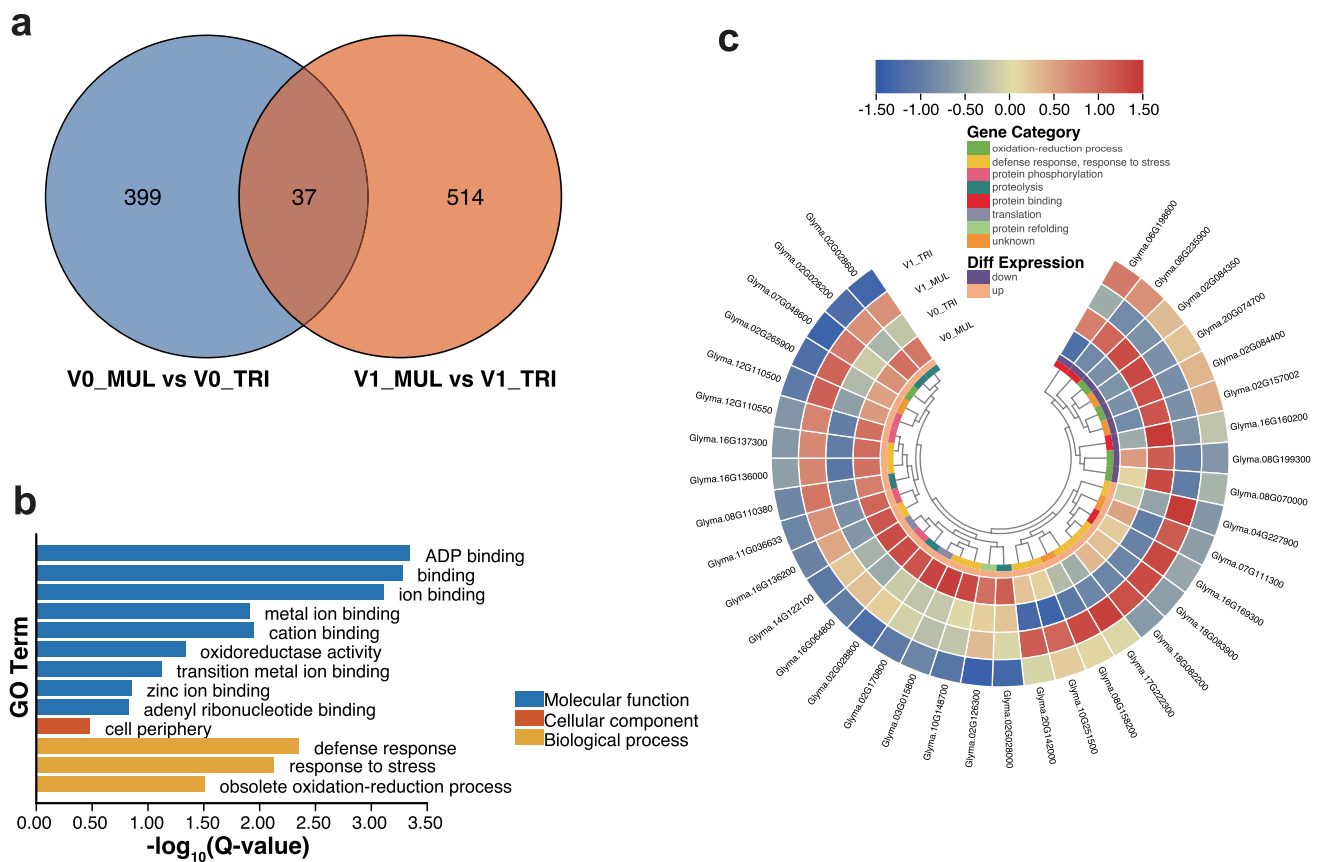 a
399
37
514
V0_MUL vs V0_TRI
V1_MUL vs V1_TRI
b
GO Term
ADP binding
binding
ion binding
metal ion binding
cation binding
oxidoreductase activity
transition metal ion binding
zinc ion binding
adenyl ribonucleotide binding
cell periphery
defense response
response to stress
obsolete oxidation-reduction process
Molecular function
Cellular component
Biological process
0.00 0.50 1.00 1.50 2.00 2.50 3.00 3.50
-log10(Q-value)
c
-1.50 -1.00 -0.50 0.00 0.50 1.00 1.50
Gene Category
oxidation-reduction process
defense response, response to stress
protein phosphorylation
proteolysis
protein binding
translation
protein refolding
unknown
Diff Expression
down
up
V1_TRI
V1_MUL
V0_TRI
V0_MUL
Glyma.06G198600
Glyma.08G235900
Glyma.02G084350
Glyma.20G074700
Glyma.02G084400
Glyma.02G157002
Glyma.16G160200
Glyma.08G199300
Glyma.08G070000
Glyma.04G227900
Glyma.07G111300
Glyma.16G169300
Glyma.18G083900
Glyma.18G082200
Glyma.17G222300
Glyma.08G158200
Glyma.10G251500
Glyma.20G142000
Glyma.02G028000
Glyma.02G126300
Glyma.10G148700
Glyma.03G015800
Glyma.02G170800
Glyma.02G028800
Glyma.16G064800
Glyma.14G122100
Glyma.16G136200
Glyma.11G036633
Glyma.08G110380
Glyma.16G136000
Glyma.16G137300
Glyma.12G110550
Glyma.12G110500
Glyma.02G265900
Glyma.07G048600
Glyma.02G028200
Glyma.02G028600